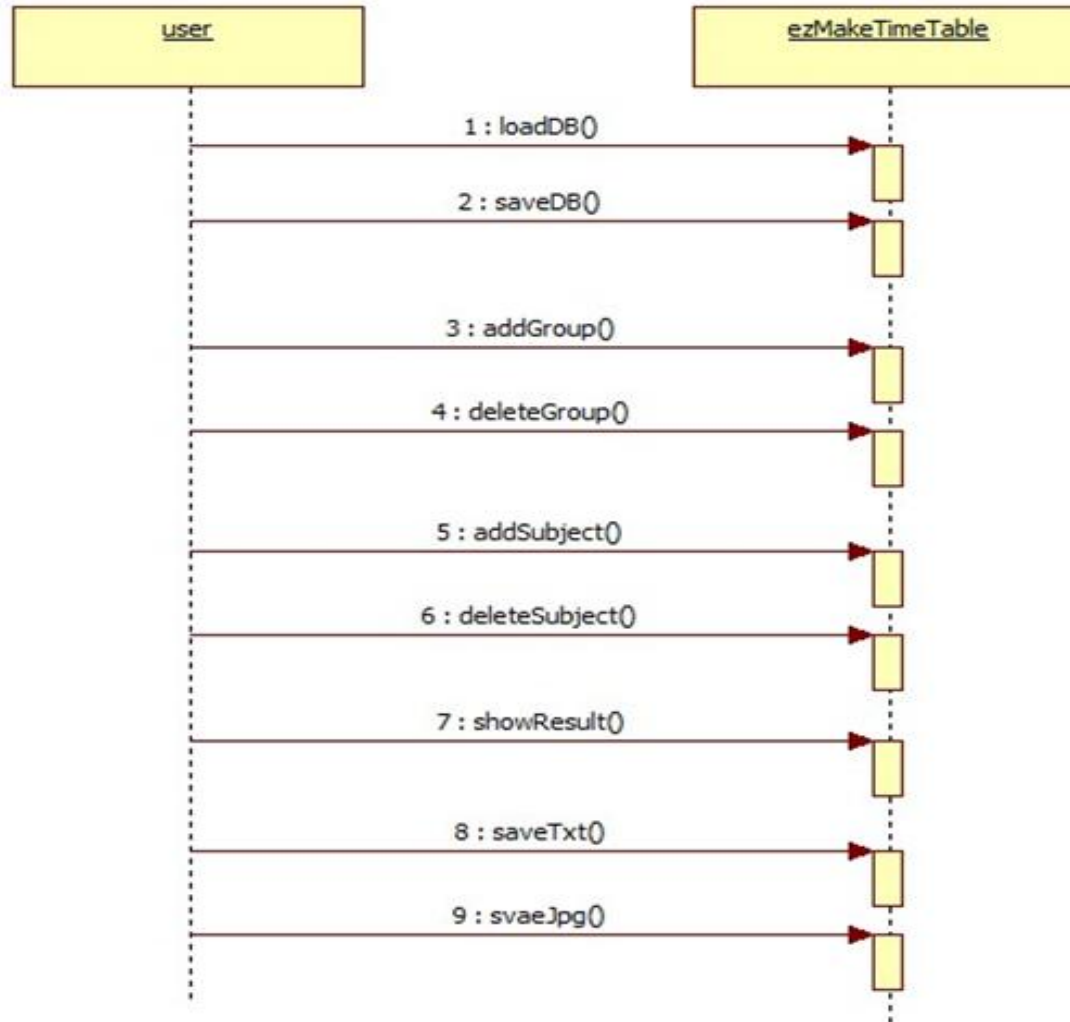 user
ezMakeTimeTable
1 : loadDB()
2 : saveDB()
3 : addGroup()
4 : deleteGroup()
5 : addSubject()
6 : deleteSubject()
7 : showResult()
8 : saveTxt()
9 : svaeJpg()